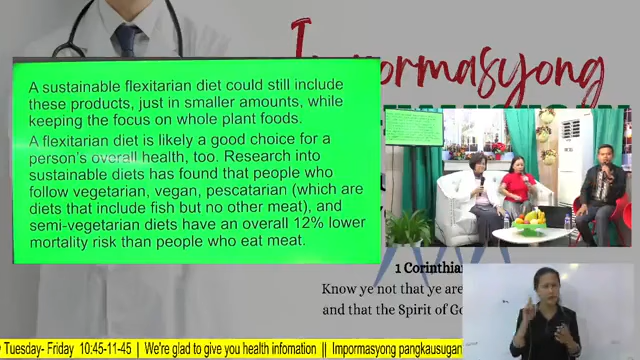 Impormasyong
A sustainable flexitarian diet could still include
these products, just in smaller amounts, while
keeping the focus on whole plant foods.
A flexitarian diet is likely a good choice for a
person's overall health, too. Research into
sustainable diets has found that people who
follow vegetarian, vegan, pescatarian (which are
diets that include fish but no other meat), and
semi-vegetarian diets have an overall 12% lower
mortality risk than people who eat meat.
1 Corinthian
Know ye not that ye are
and that the Spirit of Go
Tuesday- Friday 10:45-11-45 | We're glad to give you health infomation || Impormasyong pangkausugan